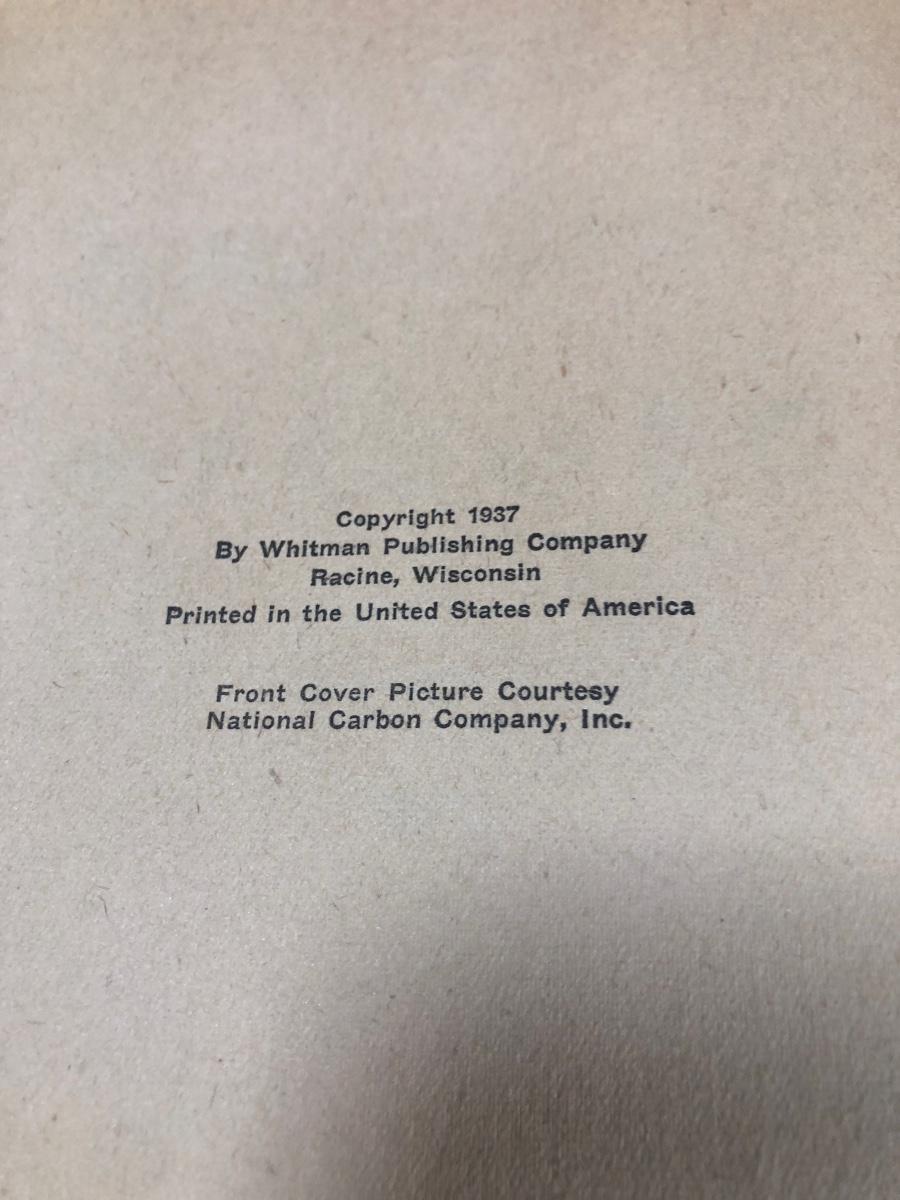 Copyright 1937
By Whitman Publishing Company
Racine, Wisconsin
Printed in the United States of America
Front Cover Picture Courtesy
National Carbon Company, Inc.